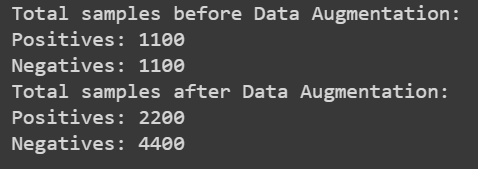 Total samples before Data Augmentation:
Positives: 1100
Negatives: 1100
Total samples after Data Augmentation:
Positives: 2200
Negatives: 4400